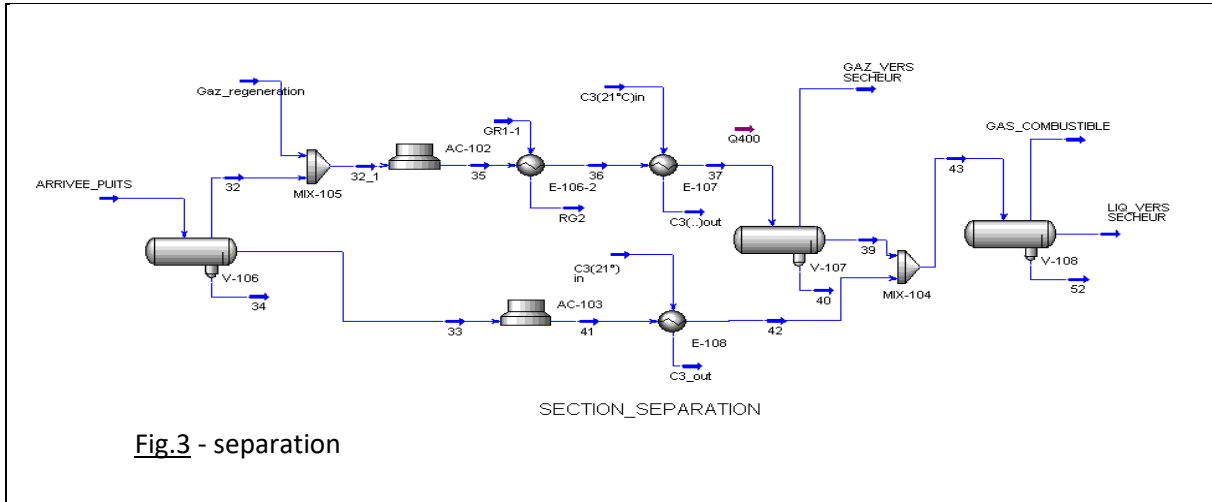 GAZ_VERS
SECHEUR
Gaz_regeneration
C3(21°C)in
GR1-1
Q400
GAS_COMBUSTIBLE
AC-102
43
ARRIVEE_PUITS
32
MIX-105
32_1
35
E-106-2
36
E-107
37
LIQ_VERS
SECHEUR
RG2
C3(..)out
39
V-106
C3(21°)
in
V-107
V-108
34
AC-103
40
MIX-104
52
33
41
E-108
42
C3_out
SECTION_SEPARATION
Fig.3 - separation